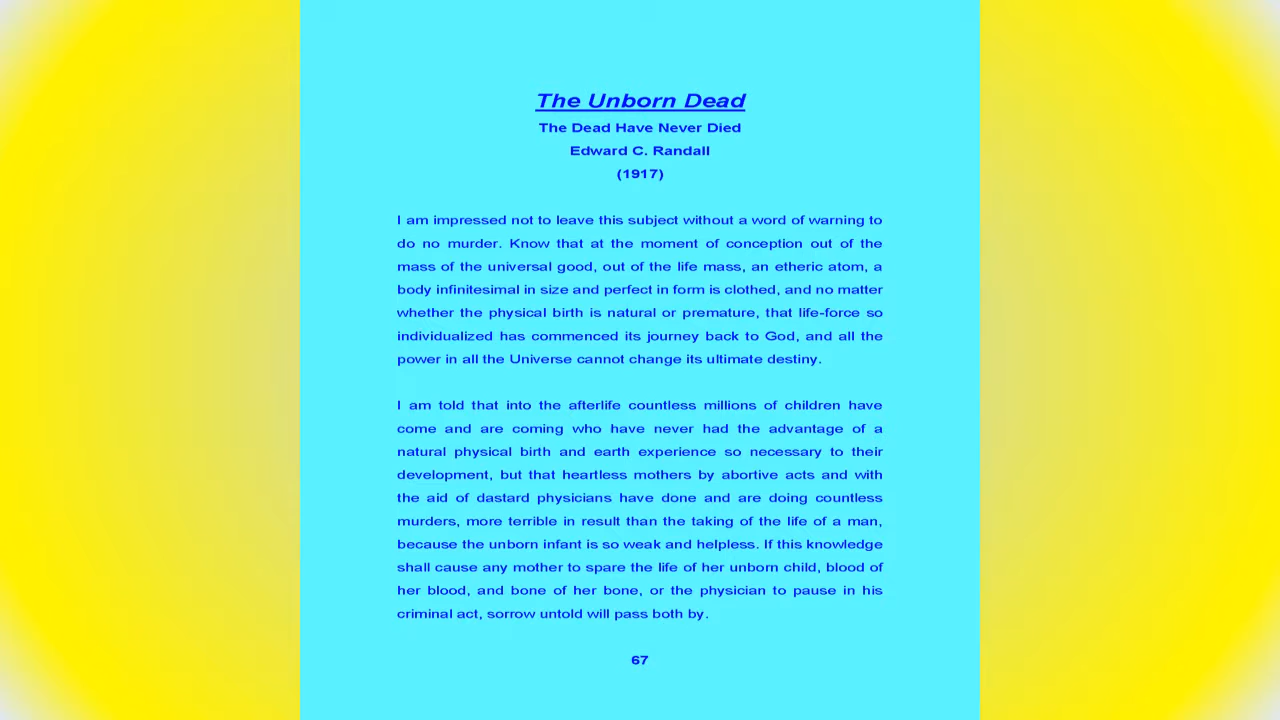 The Unborn Dead
The Dead Have Never Died
Edward C. Randall
(1917)
I am impressed not to leave this subject without a word of warning to
do no murder. Know that at the moment of conception out of the
mass of the universal good, out of the life mass, an etheric atom, a
body infinitesimal in size and perfect in form is clothed, and no matter
whether the physical birth is natural or premature, that life-force so
individualized has commenced its journey back to God, and all the
power in all the Universe cannot change its ultimate destiny.
I am told that into the afterlife countless millions of children have
come and are coming who have never had the advantage of a
natural physical birth and earth experience so necessary to their
development, but that heartless mothers by abortive acts and with
the aid of dastard physicians have done and are doing countless
murders, more terrible in result than the taking of the life of a man,
because the unborn infant is so weak and helpless. If this knowledge
shall cause any mother to spare the life of her unborn child, blood of
her blood, and bone of her bone, or the physician to pause in his
criminal act, sorrow untold will pass both by.
67